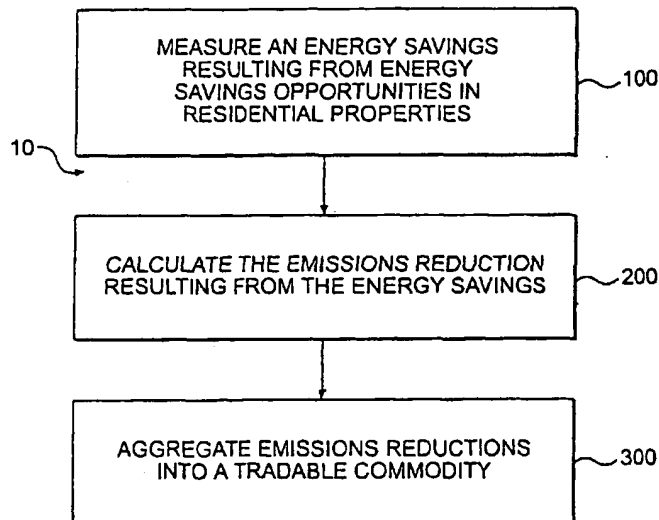 MEASURE AN ENERGY SAVINGS
RESULTING FROM ENERGY
SAVINGS OPPORTUNITIES IN
RESIDENTIAL PROPERTIES
100
10
CALCULATE THE EMISSIONS REDUCTION
RESULTING FROM THE ENERGY SAVINGS
200
AGGREGATE EMISSIONS REDUCTIONS
INTO A TRADABLE COMMODITY
300